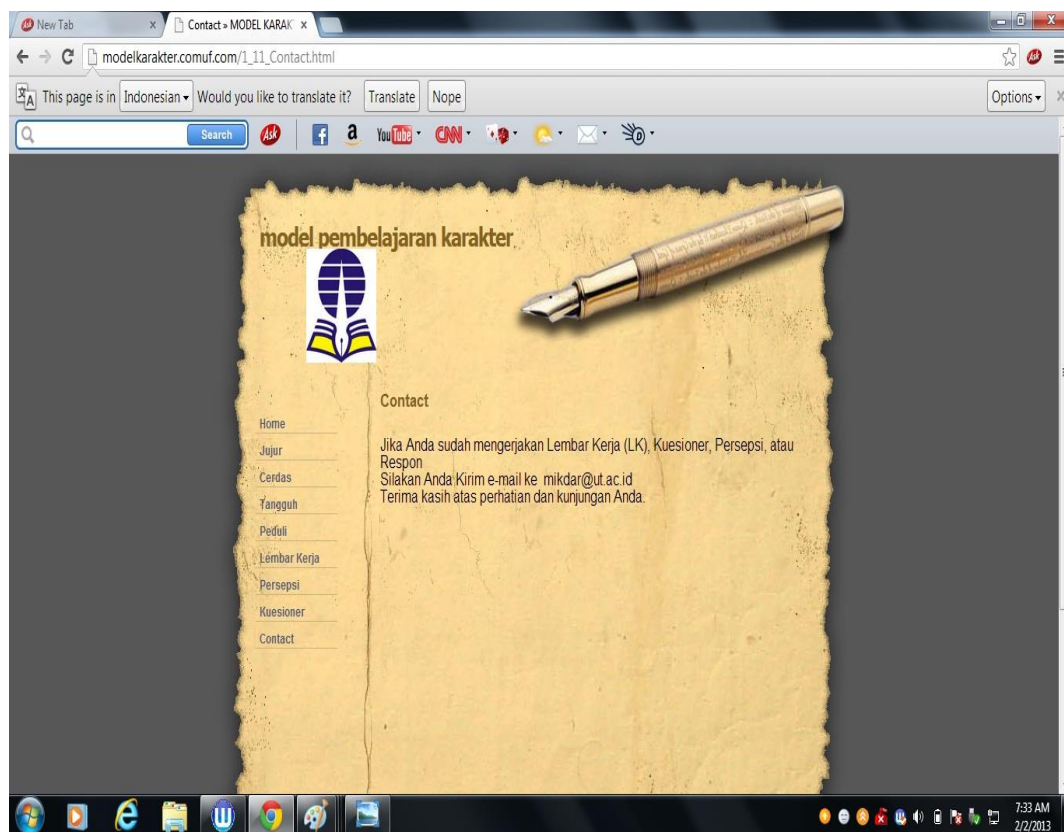 New Tab
Contact » MODEL KARAK
modelkarakter.comuf.com/1_11_Contact.html
This page is in Indonesian Would you like to translate it? Translate Nope Options
Search Ask a YouTube CNN
model pembelajaran karakter
Contact
Home
Jujur
Cerdas
Tangguh
Peduli
Lembar Kerja
Persepsi
Kuesioner
Contact
Jika Anda sudah mengerjakan Lembar Kerja (LK), Kuesioner, Persepsi, atau
Respon
Silakan Anda Kirim e-mail ke mikdar@ut.ac.id
Terima kasih atas perhatian dan kunjungan Anda.
7:33 AM
2/2/2013